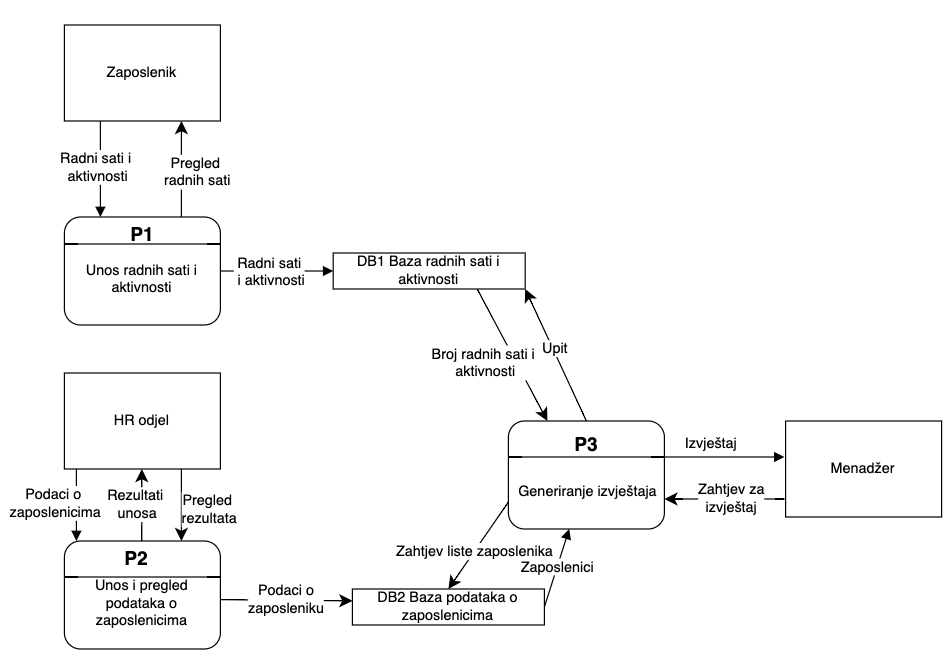 Zaposlenik
Radni sati i
aktivnosti
Pregled
radnih sati
P1
Unos radnih sati i
aktivnosti
Radni sati
i aktivnosti
DB1 Baza radnih sati i
aktivnosti
Broj radnih sati i
aktivnosti
Upit
HR odjel
Podaci o
zaposlenicima
Rezultati
unosa
Pregled
rezultata
P2
Unos i pregled
podataka o
zaposlenicima
Podaci o
zaposleniku
DB2 Baza podataka o
zaposlenicima
Zahtjev liste zaposlenika
Zaposlenici
P3
Generiranje izvještaja
Izvještaj
Zahtjev za
izvještaj
Menadžer